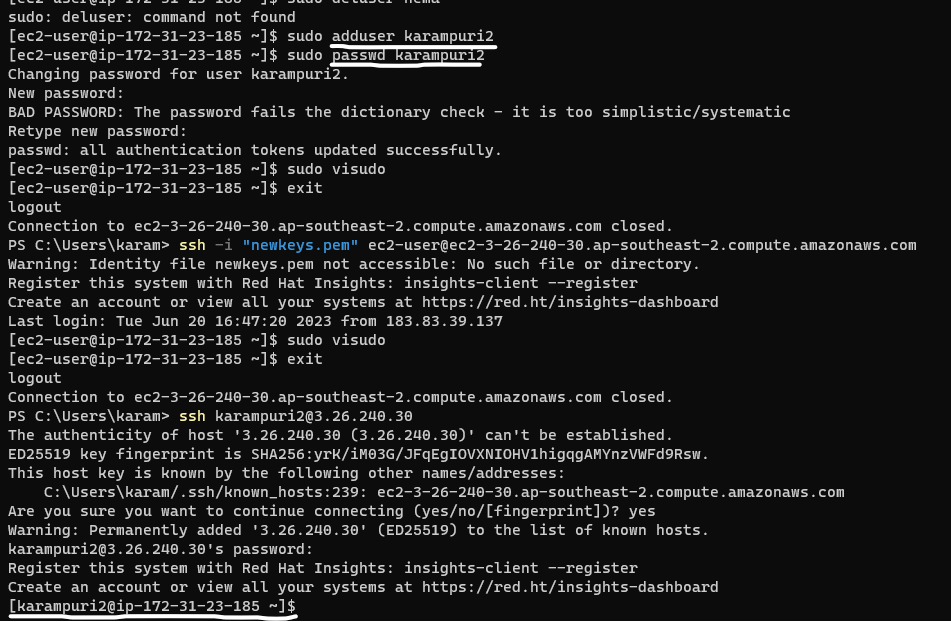 [ec2-user@ip-172-31-23-185 ~]$ sudo deluser hema
sudo: deluser: command not found
[ec2-user@ip-172-31-23-185 ~]$ sudo adduser karampuri2
[ec2-user@ip-172-31-23-185 ~]$ sudo passwd karampuri2
Changing password for user karampuri2.
New password:
BAD PASSWORD: The password fails the dictionary check - it is too simplistic/systematic
Retype new password:
passwd: all authentication tokens updated successfully.
[ec2-user@ip-172-31-23-185 ~]$ sudo visudo
[ec2-user@ip-172-31-23-185 ~]$ exit
logout
Connection to ec2-3-26-240-30.ap-southeast-2.compute.amazonaws.com closed.
PS C:\Users\karam> ssh -i "newkeys.pem" ec2-user@ec2-3-26-240-30.ap-southeast-2.compute.amazonaws.com
Warning: Identity file newkeys.pem not accessible: No such file or directory.
Register this system with Red Hat Insights: insights-client --register
Create an account or view all your systems at https://red.ht/insights-dashboard
Last login: Tue Jun 20 16:47:20 2023 from 183.83.39.137
[ec2-user@ip-172-31-23-185 ~]$ sudo visudo
[ec2-user@ip-172-31-23-185 ~]$ exit
logout
Connection to ec2-3-26-240-30.ap-southeast-2.compute.amazonaws.com closed.
PS C:\Users\karam> ssh karampuri2@3.26.240.30
The authenticity of host '3.26.240.30 (3.26.240.30)' can't be established.
ED25519 key fingerprint is SHA256:yrK/iM03G/JFqEgIOVXNIOHV1higqgAMYnzVWFd9Rsw.
This host key is known by the following other names/addresses:
    C:\Users\karam/.ssh/known_hosts:239: ec2-3-26-240-30.ap-southeast-2.compute.amazonaws.com
Are you sure you want to continue connecting (yes/no/[fingerprint])? yes
Warning: Permanently added '3.26.240.30' (ED25519) to the list of known hosts.
karampuri2@3.26.240.30's password:
Register this system with Red Hat Insights: insights-client --register
Create an account or view all your systems at https://red.ht/insights-dashboard
[karampuri2@ip-172-31-23-185 ~]$